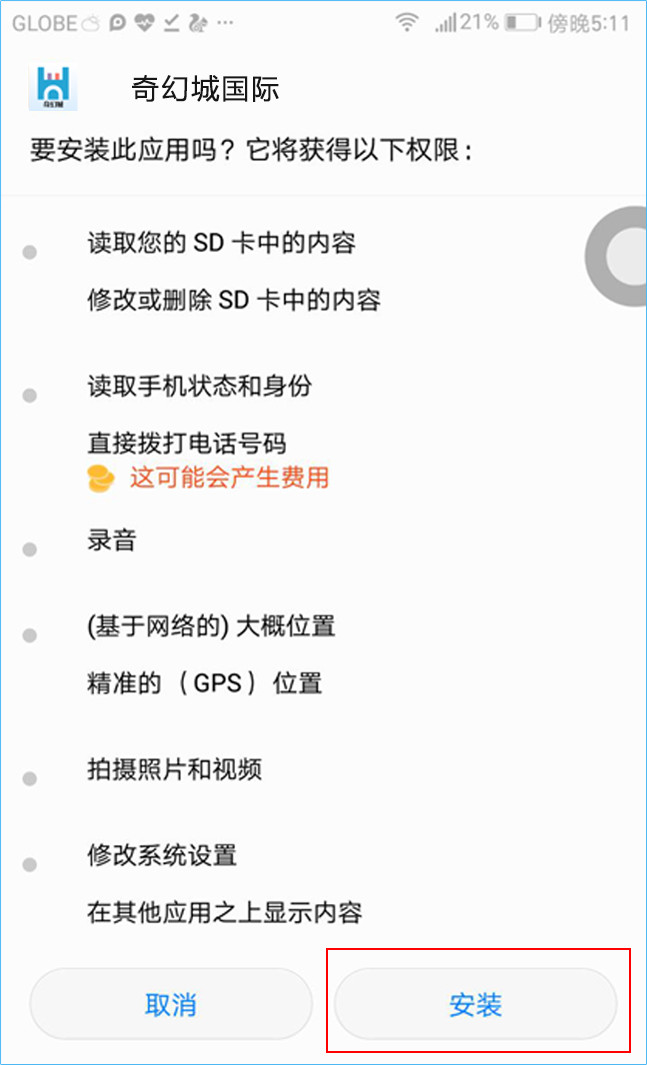 GLOBE 21% 傍晚5:11
奇幻城
奇幻城国际
要安装此应用吗？它将获得以下权限：
读取您的 SD 卡中的内容
修改或删除 SD 卡中的内容
读取手机状态和身份
直接拨打电话号码
这可能会产生费用
录音
(基于网络的) 大概位置
精准的（GPS）位置
拍摄照片和视频
修改系统设置
在其他应用之上显示内容
取消 安装